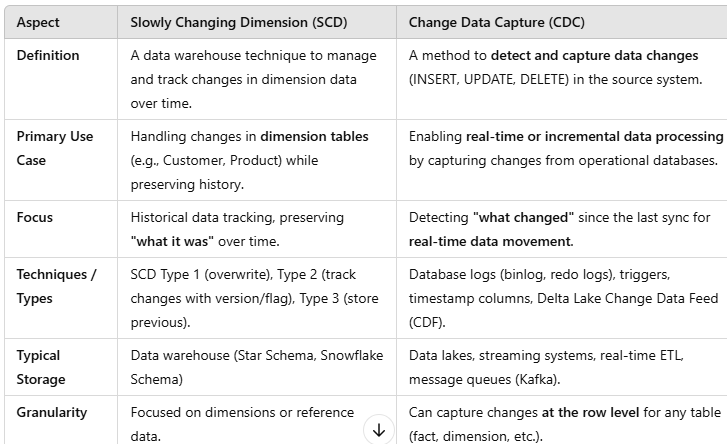 Aspect Slowly Changing Dimension (SCD) Change Data Capture (CDC)
Definition A data warehouse technique to manage A method to detect and capture data changes
and track changes in dimension data (INSERT, UPDATE, DELETE) in the source system.
over time.
Primary Use Handling changes in dimension tables Enabling real-time or incremental data processing
Case (e.g., Customer, Product) while by capturing changes from operational databases.
preserving history.
Focus Historical data tracking, preserving Detecting "what changed" since the last sync for
"what it was" over time. real-time data movement.
Techniques / SCD Type 1 (overwrite), Type 2 (track Database logs (binlog, redo logs), triggers,
Types changes with version/flag), Type 3 (store timestamp columns, Delta Lake Change Data Feed
previous). (CDF).
Typical Data warehouse (Star Schema, Snowflake Data lakes, streaming systems, real-time ETL,
Storage Schema) message queues (Kafka).
Granularity Focused on dimensions or reference Can capture changes at the row level for any table
data. (fact, dimension, etc.).